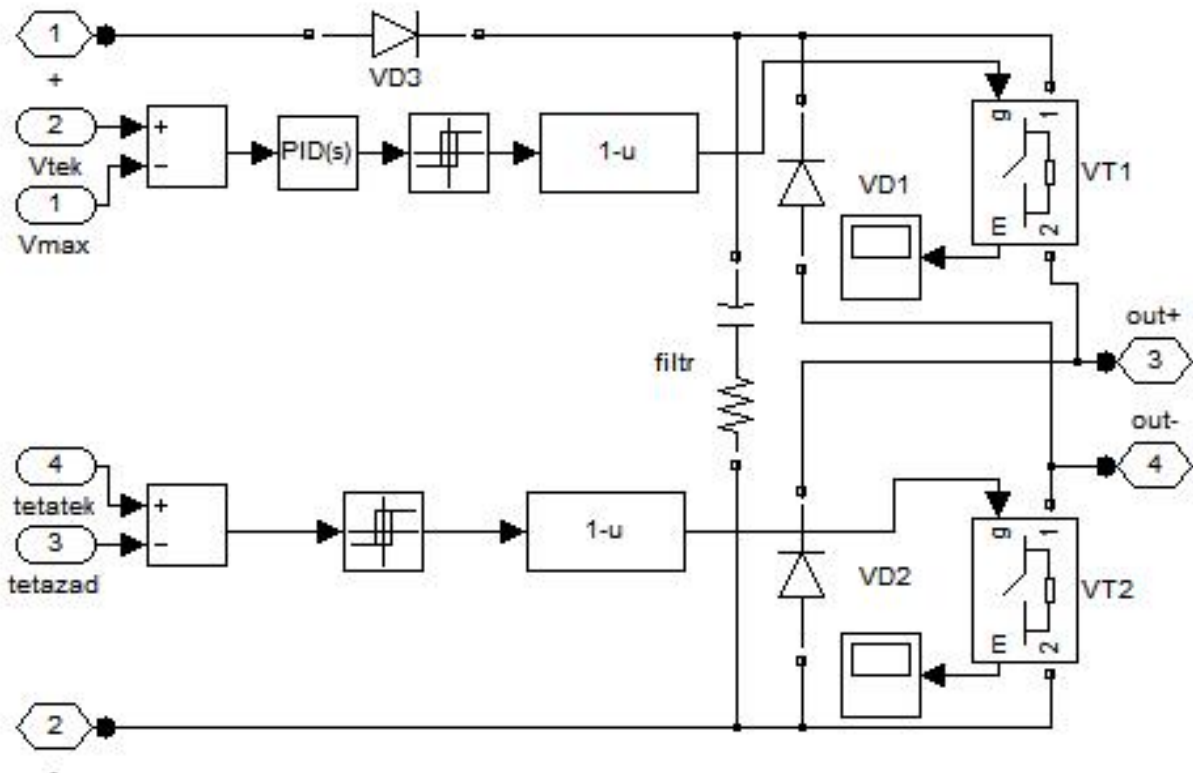 1
+
VD3
2
Vtek
+
−
PID(s)
1-u
1
Vmax
VD1
g
1
E
2
VT1
out+
3
filtr
out-
4
4
tetatek
+
−
1-u
3
tetazad
VD2
g
1
E
2
VT2
2